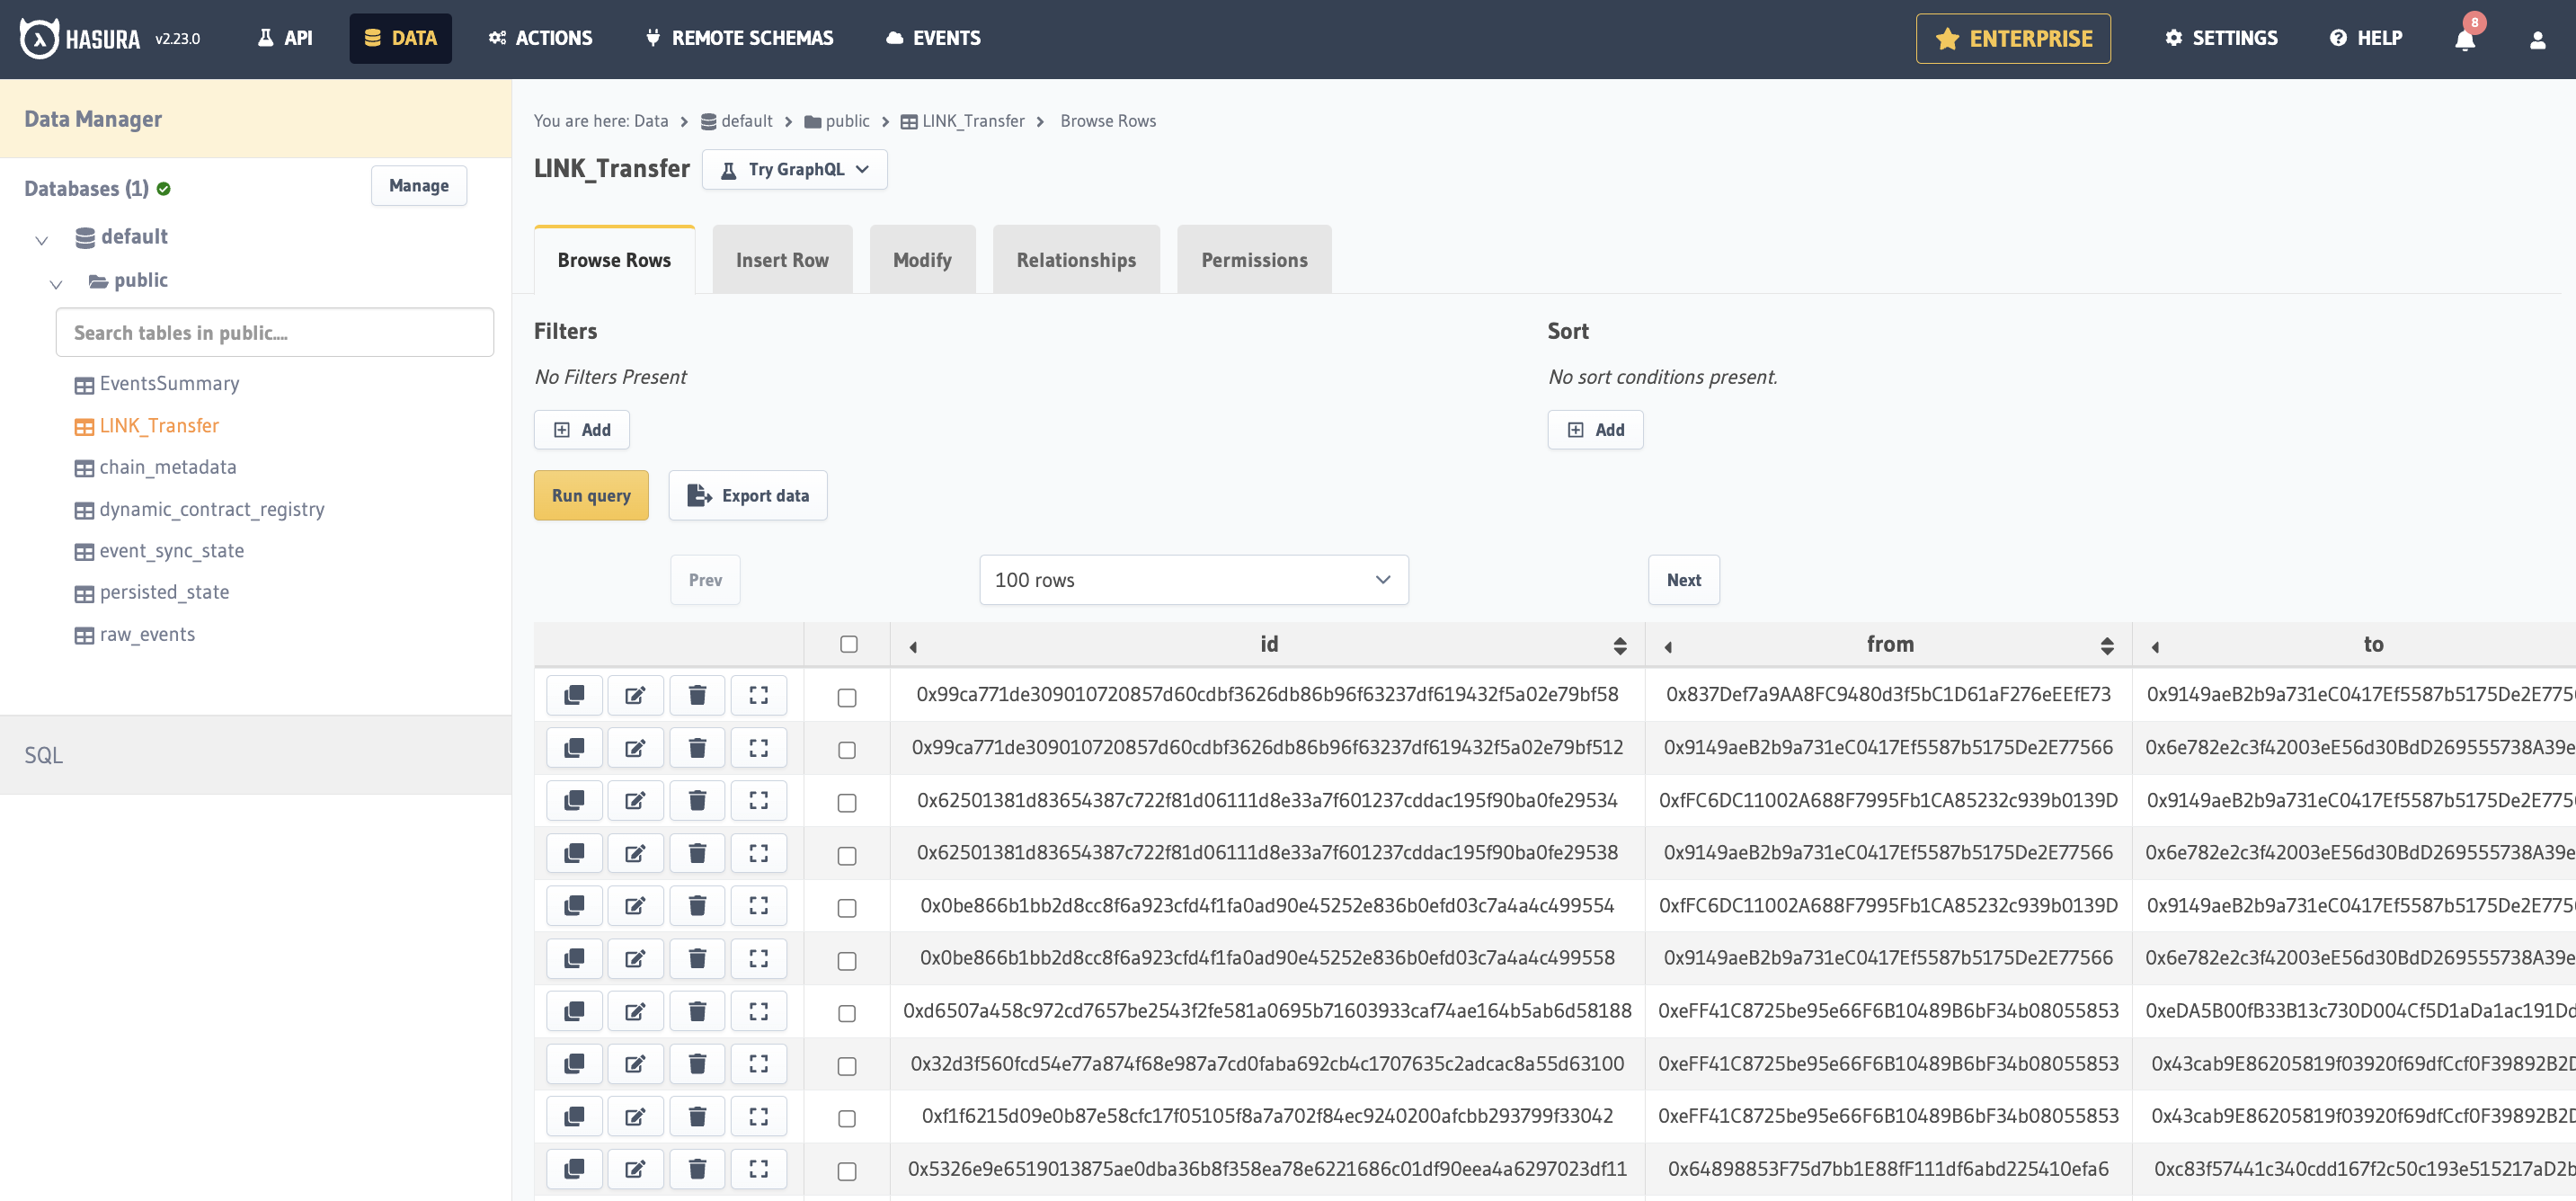 HASURA v2.23.0 API DATA ACTIONS REMOTE SCHEMAS EVENTS ENTERPRISE SETTINGS HELP 8
Data Manager
Databases (1) Manage
default
public
Search tables in public....
EventsSummary
LINK_Transfer
chain_metadata
dynamic_contract_registry
event_sync_state
persisted_state
raw_events
SQL
You are here: Data > default > public > LINK_Transfer > Browse Rows
LINK_Transfer Try GraphQL
Browse Rows Insert Row Modify Relationships Permissions
Filters Sort
No Filters Present No sort conditions present.
Add Add
Run query Export data
Prev 100 rows Next
id from to
0x99ca771de309010720857d60cdbf3626db86b96f63237df619432f5a02e79bf58 0x837Def7a9AA8FC9480d3f5bC1D61aF276eEEfE73 0x9149aeB2b9a731eC0417Ef5587b5175De2E7756
0x99ca771de309010720857d60cdbf3626db86b96f63237df619432f5a02e79bf512 0x9149aeB2b9a731eC0417Ef5587b5175De2E77566 0x6e782e2c3f42003eE56d30BdD269555738A39e
0x62501381d83654387c722f81d06111d8e33a7f601237cddac195f90ba0fe29534 0xfFC6DC11002A688F7995Fb1CA85232c939b0139D 0x9149aeB2b9a731eC0417Ef5587b5175De2E7756
0x62501381d83654387c722f81d06111d8e33a7f601237cddac195f90ba0fe29538 0x9149aeB2b9a731eC0417Ef5587b5175De2E77566 0x6e782e2c3f42003eE56d30BdD269555738A39e
0x0be866b1bb2d8cc8f6a923cfd4f1fa0ad90e45252e836b0efd03c7a4a4c499554 0xfFC6DC11002A688F7995Fb1CA85232c939b0139D 0x9149aeB2b9a731eC0417Ef5587b5175De2E7756
0x0be866b1bb2d8cc8f6a923cfd4f1fa0ad90e45252e836b0efd03c7a4a4c499558 0x9149aeB2b9a731eC0417Ef5587b5175De2E77566 0x6e782e2c3f42003eE56d30BdD269555738A39e
0xd6507a458c972cd7657be2543f2fe581a0695b71603933caf74ae164b5ab6d58188 0xeFF41C8725be95e66F6B10489B6bF34b08055853 0xeDA5B00fB33B13c730D004Cf5D1aDa1ac191Dd
0x32d3f560fcd54e77a874f68e987a7cd0faba692cb4c1707635c2adcac8a55d63100 0xeFF41C8725be95e66F6B10489B6bF34b08055853 0x43cab9E86205819f03920f69dfCcf0F39892B2D
0xf1f6215d09e0b87e58cfc17f05105f8a7a702f84ec9240200afcbb293799f33042 0xeFF41C8725be95e66F6B10489B6bF34b08055853 0x43cab9E86205819f03920f69dfCcf0F39892B2D
0x5326e9e6519013875ae0dba36b8f358ea78e6221686c01df90eea4a6297023df11 0x64898853F75d7bb1E88fF111df6abd225410efa6 0xc83f57441c340cdd167f2c50c193e515217aD2b